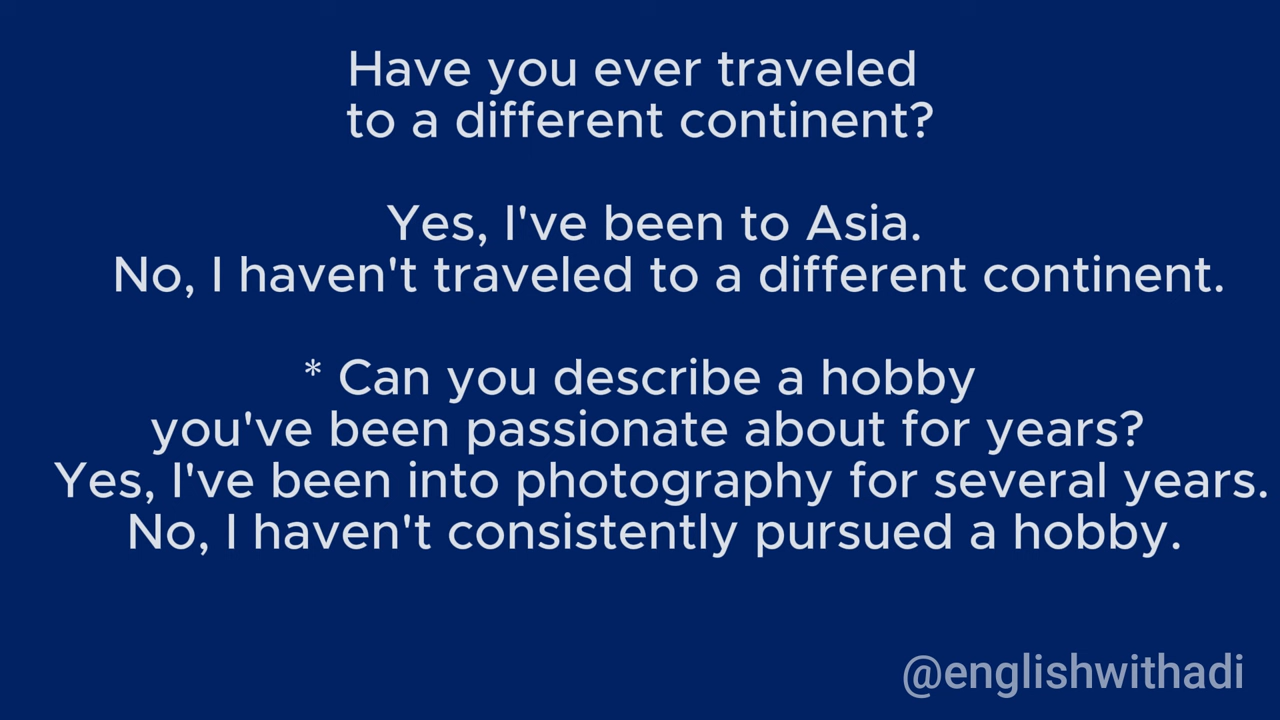 Have you ever traveled
to a different continent?
Yes, I've been to Asia.
No, I haven't traveled to a different continent.
* Can you describe a hobby
you've been passionate about for years?
Yes, I've been into photography for several years.
No, I haven't consistently pursued a hobby.
@englishwithadi